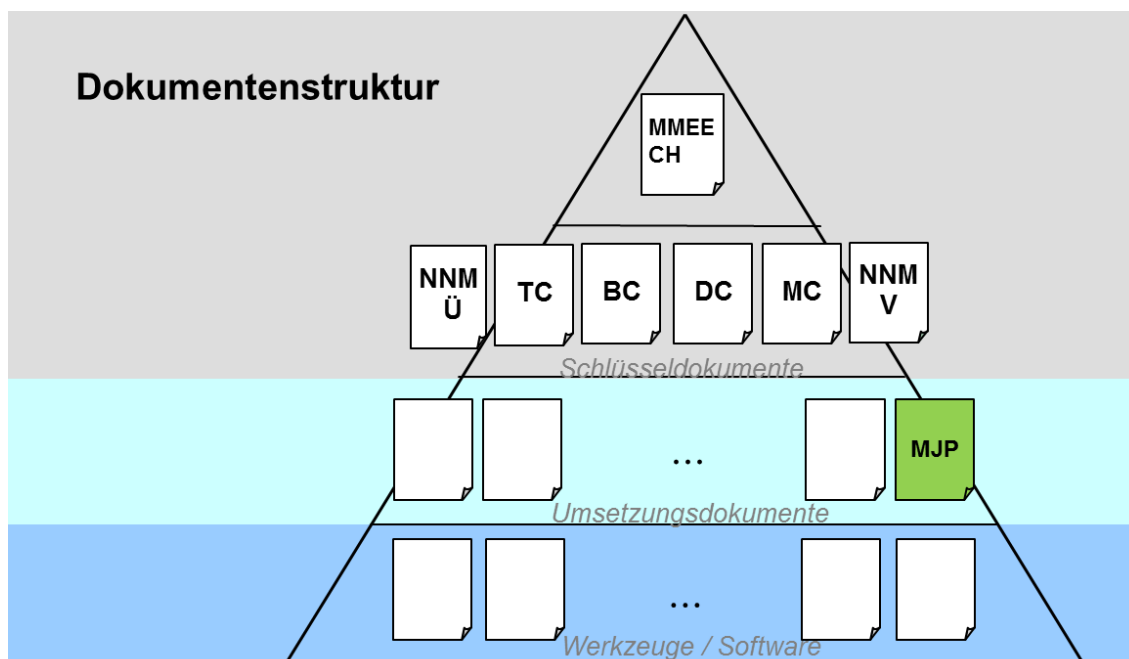 Dokumentenstruktur
MMEE
CH
NNM
Ü
TC
BC
DC
MC
NNM
V
Schlüsseldokumente
...
MJP
Umsetzungsdokumente
...
Werkzeuge / Software